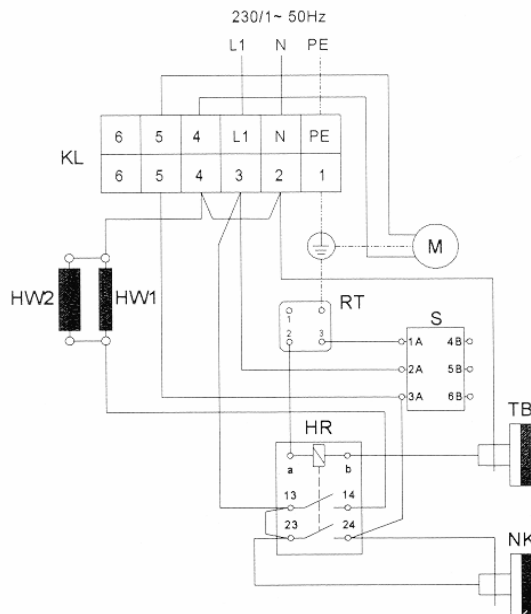 230/1~ 50Hz
L1 N PE
6 5 4 L1 N PE
KL
6 5 4 3 2 1
M
HW2 HW1
RT
1
2 3
S
1A 4B
2A 5B
3A 6B
TB
HR
a b
13 14
23 24
NK